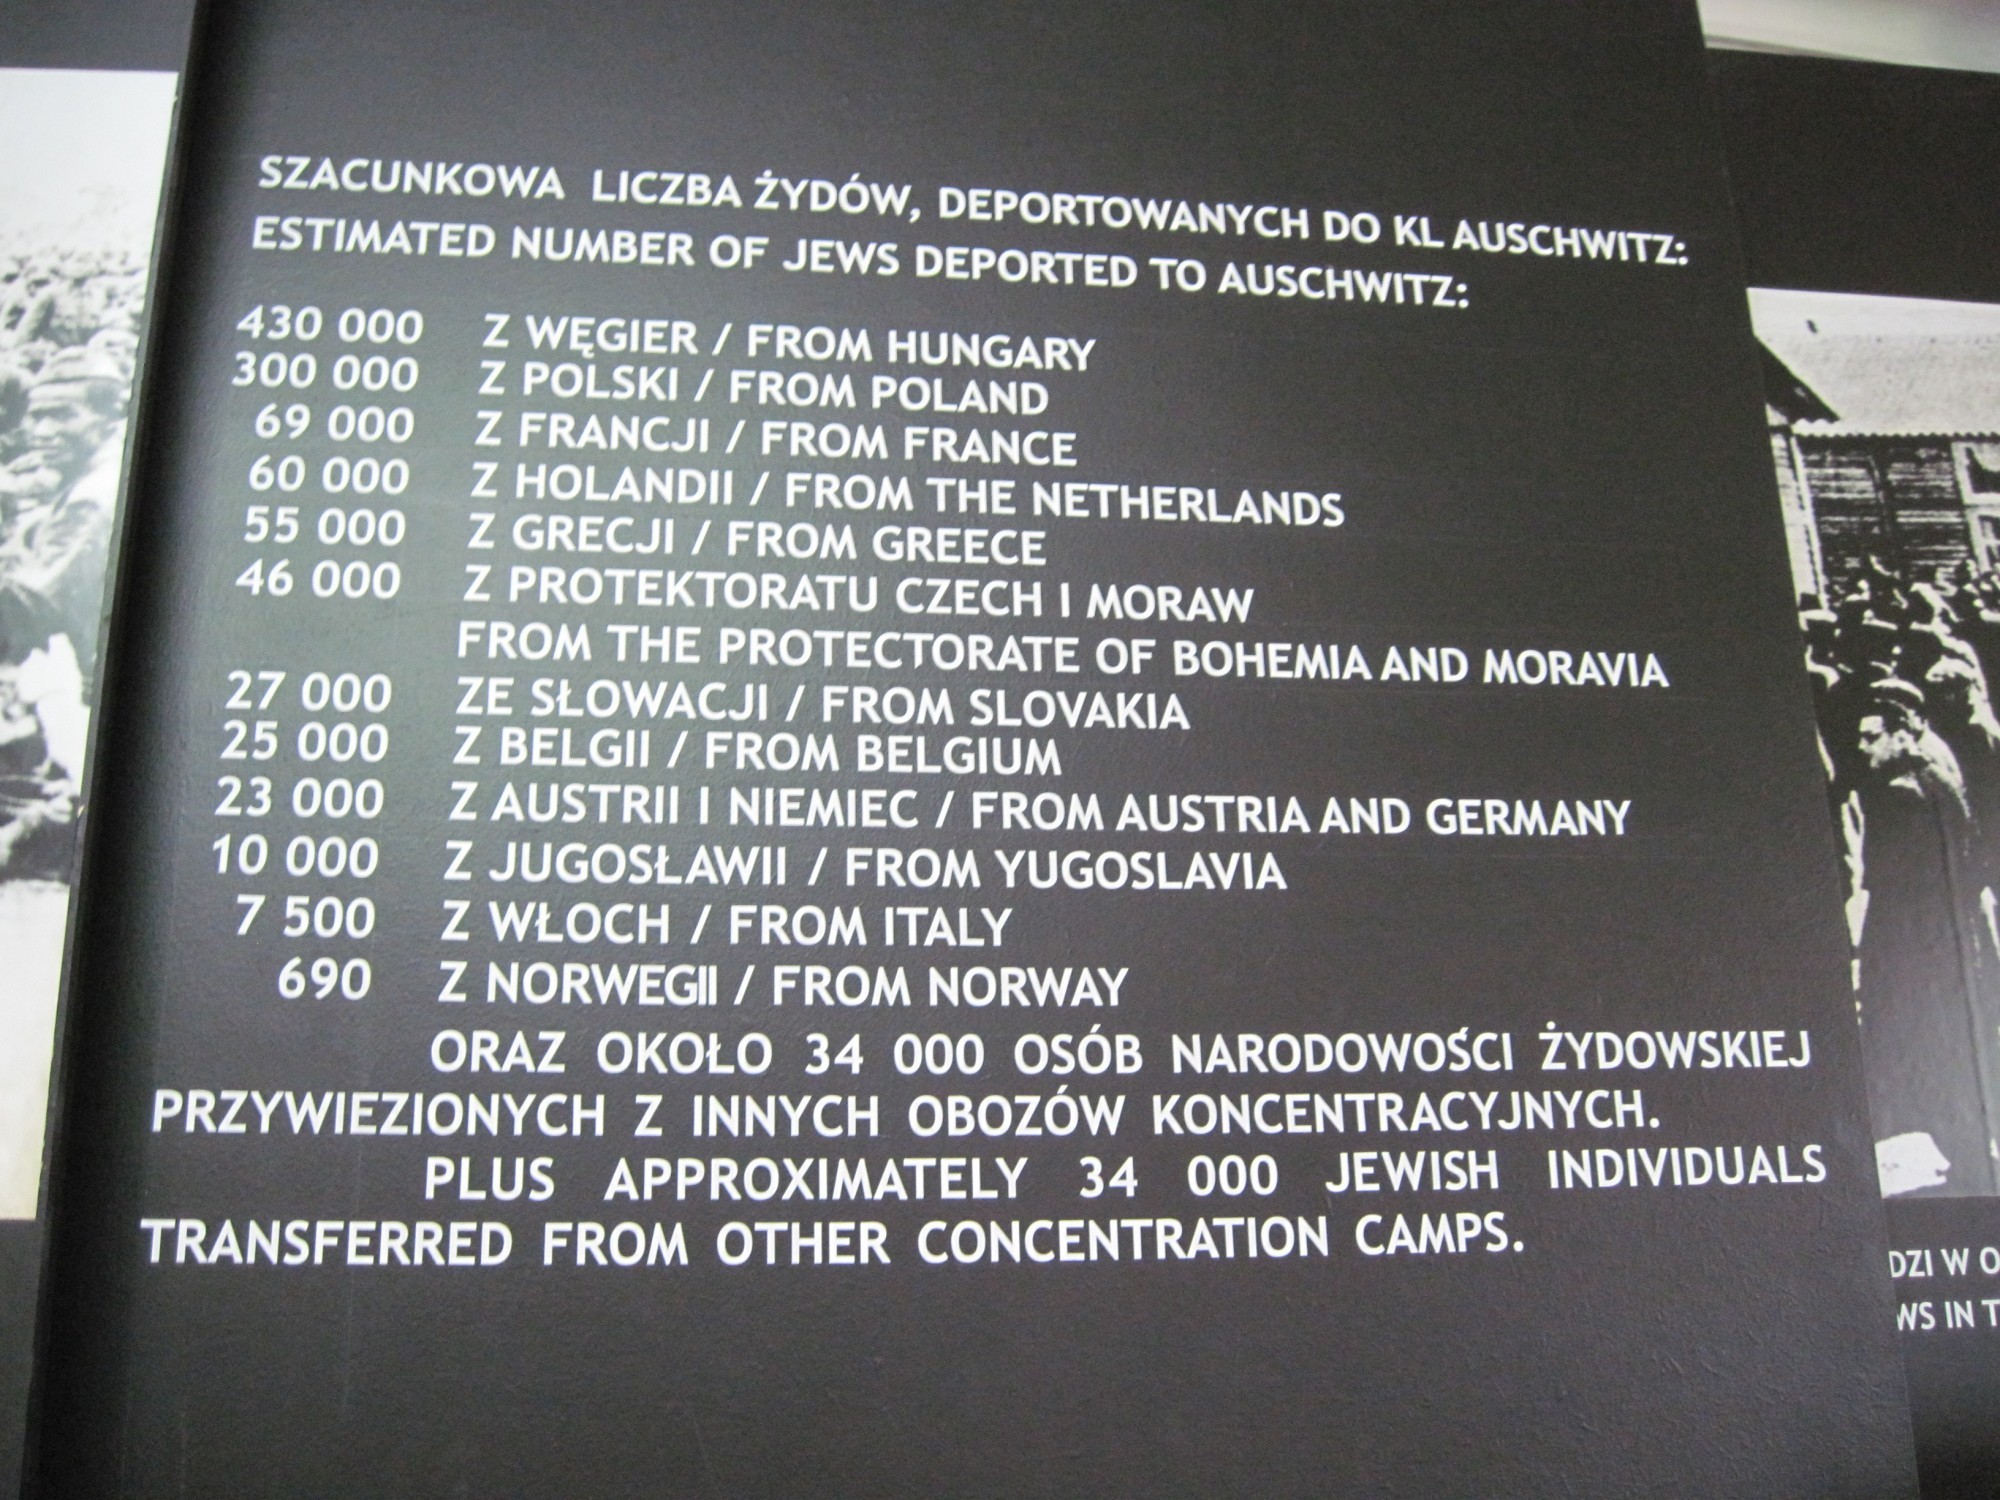 SZACUNKOWA LICZBA ŻYDÓW, DEPORTOWANYCH DO KL AUSCHWITZ:
ESTIMATED NUMBER OF JEWS DEPORTED TO AUSCHWITZ:
430 000 Z WĘGIER / FROM HUNGARY
300 000 Z POLSKI / FROM POLAND
69 000 Z FRANCJI / FROM FRANCE
60 000 Z HOLANDII / FROM THE NETHERLANDS
55 000 Z GRECJI / FROM GREECE
46 000 Z PROTEKTORATU CZECH I MORAW
FROM THE PROTECTORATE OF BOHEMIA AND MORAVIA
27 000 ZE SŁOWACJI / FROM SLOVAKIA
25 000 Z BELGII / FROM BELGIUM
23 000 Z AUSTRII I NIEMIEC / FROM AUSTRIA AND GERMANY
10 000 Z JUGOSŁAWII / FROM YUGOSLAVIA
7 500 Z WŁOCH / FROM ITALY
690 Z NORWEGII / FROM NORWAY
ORAZ OKOŁO 34 000 OSÓB NARODOWOŚCI ŻYDOWSKIEJ
PRZYWIEZIONYCH Z INNYCH OBOZÓW KONCENTRACYJNYCH.
PLUS APPROXIMATELY 34 000 JEWISH INDIVIDUALS
TRANSFERRED FROM OTHER CONCENTRATION CAMPS.
DZI W O
WS IN T